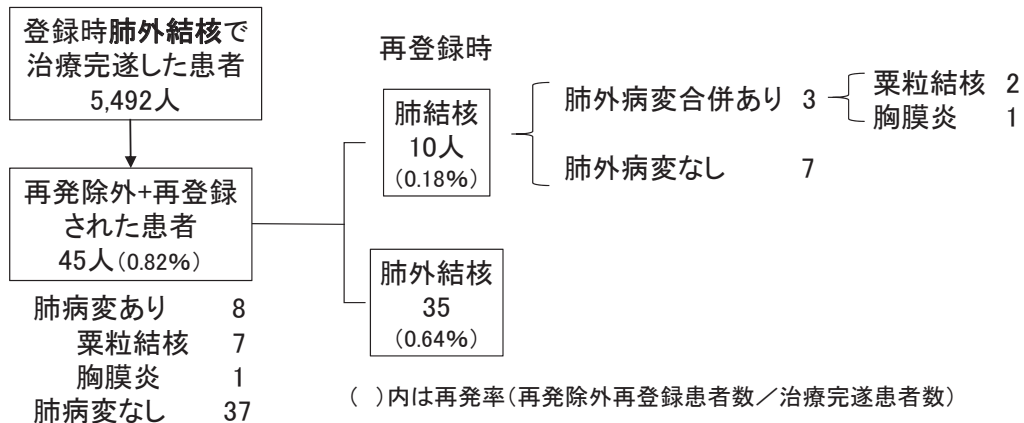 登録時肺外結核で
治療完遂した患者
5,492人
再発除外+再登録
された患者
45人(0.82%)
肺病変あり 8
粟粒結核 7
胸膜炎 1
肺病変なし 37
再登録時
肺結核
10人
(0.18%)
肺外病変合併あり 3
粟粒結核 2
胸膜炎 1
肺外病変なし 7
肺外結核
35
(0.64%)
( )内は再発率(再発除外再登録患者数/治療完遂患者数)